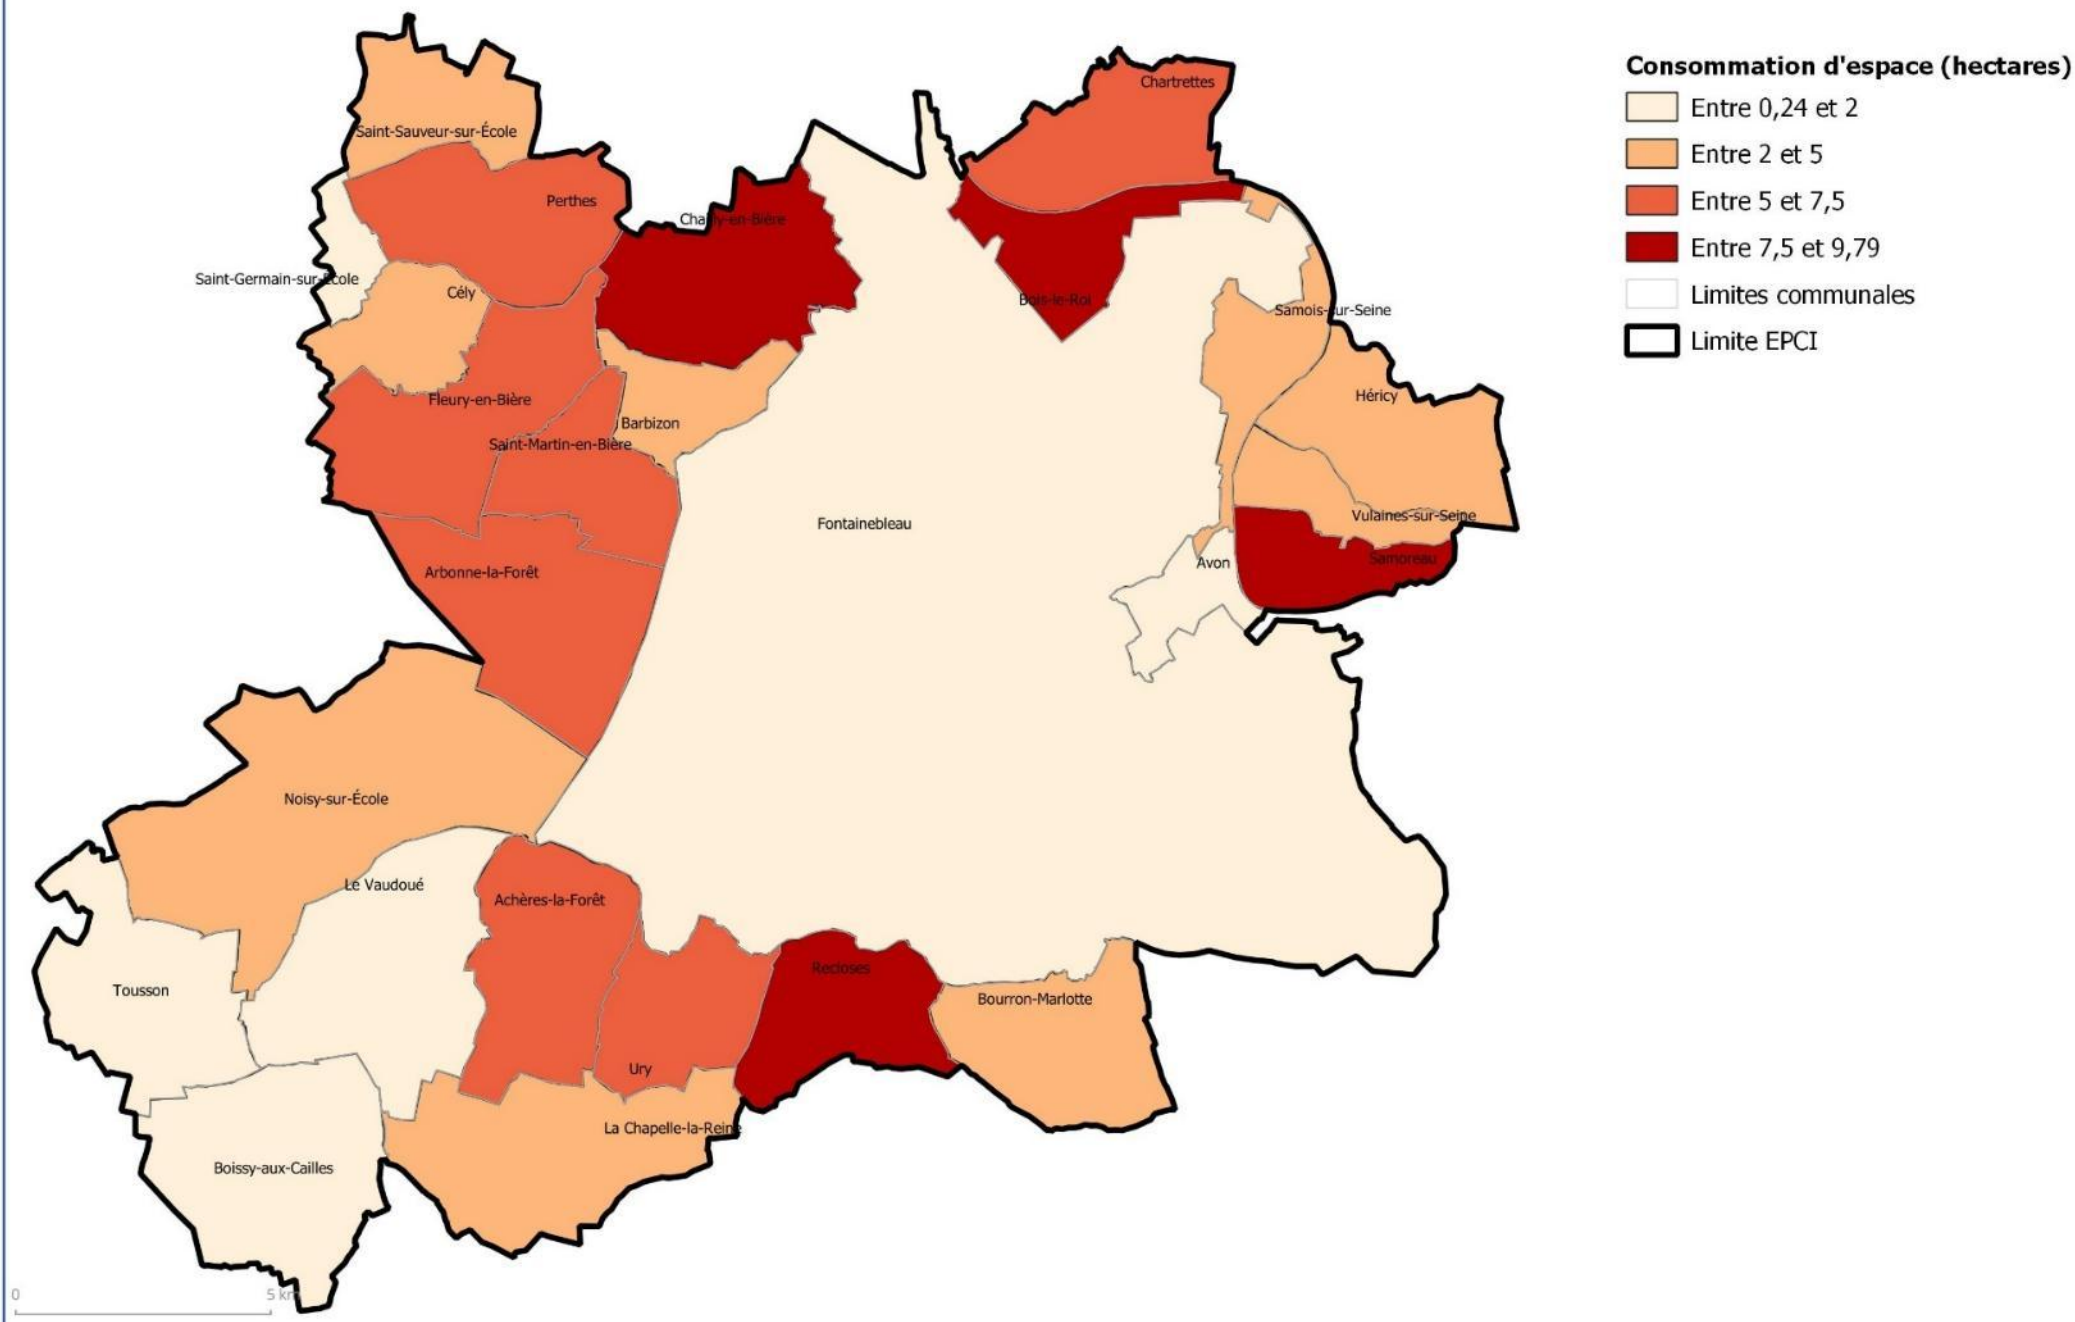 Consommation d'espace (hectares)
Entre 0,24 et 2
Entre 2 et 5
Entre 5 et 7,5
Entre 7,5 et 9,79
Limites communales
Limite EPCI
Chartrettes
Saint-Sauveur-sur-École
Perthes
Chailly-en-Bière
Saint-Germain-sur-École
Cély
Bois-le-Roi
Samois-sur-Seine
Héricy
Fleury-en-Bière
Barbizon
Saint-Martin-en-Bière
Vulaines-sur-Seine
Fontainebleau
Samoreau
Avon
Arbonne-la-Forêt
Noisy-sur-École
Le Vaudoué
Achères-la-Forêt
Recloses
Tousson
Bourron-Marlotte
Ury
La Chapelle-la-Reine
Boissy-aux-Cailles
0
5 km